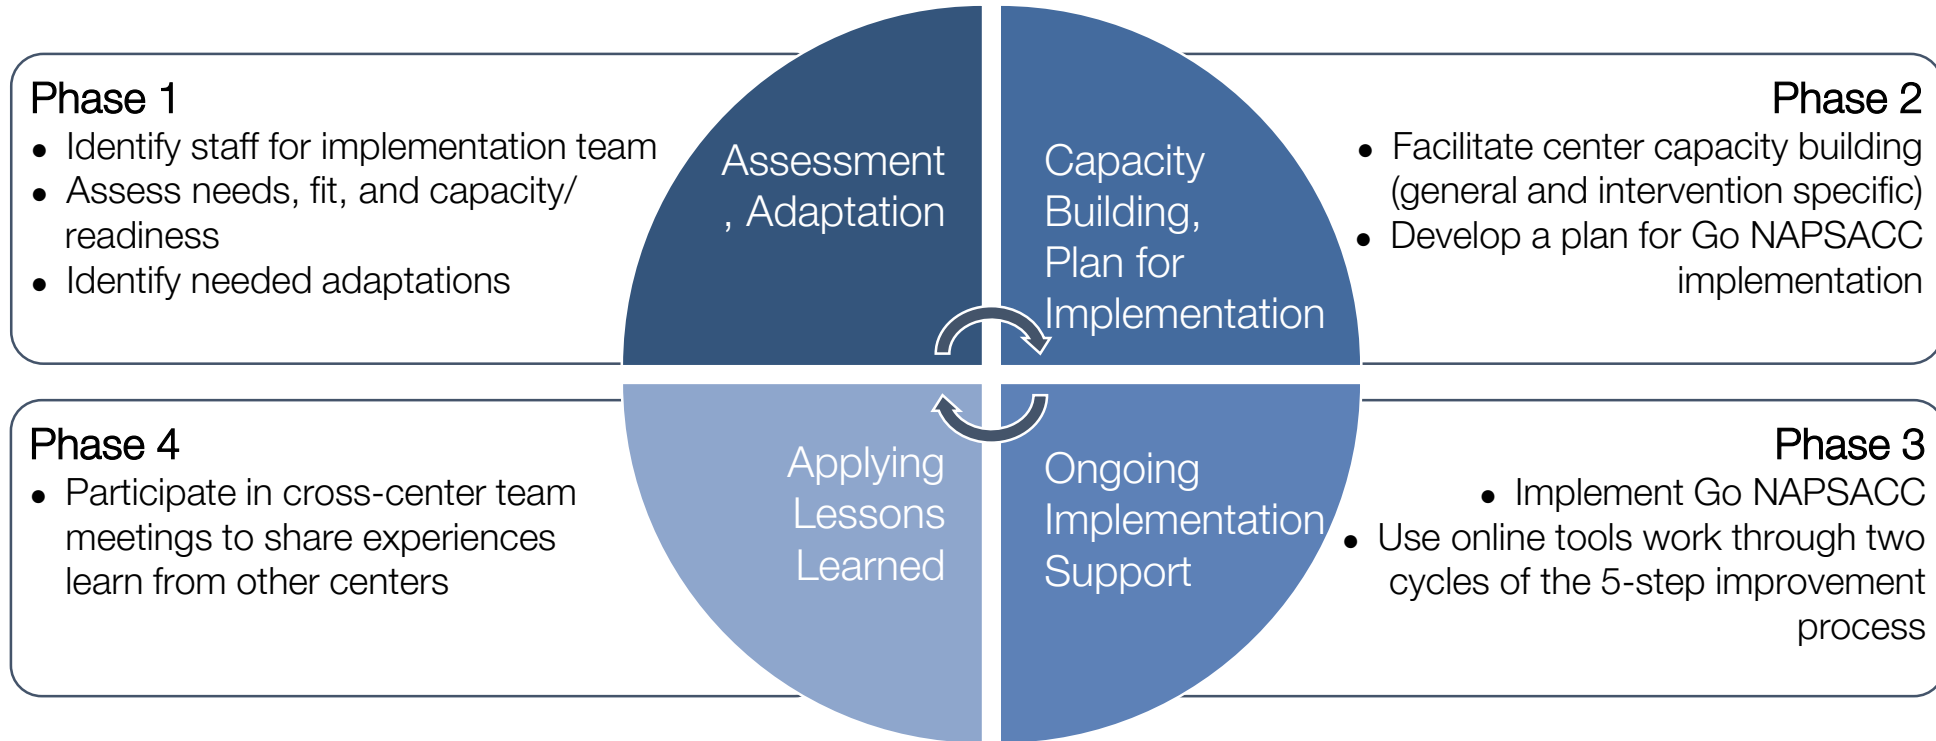 Phase 1
• Identify staff for implementation team
• Assess needs, fit, and capacity/
readiness
• Identify needed adaptations
Assessment
, Adaptation
Capacity
Building,
Plan for
Implementation
Phase 2
• Facilitate center capacity building
(general and intervention specific)
• Develop a plan for Go NAPSACC
implementation
Phase 4
• Participate in cross-center team
meetings to share experiences
learn from other centers
Applying
Lessons
Learned
Ongoing
Implementation
Support
Phase 3
• Implement Go NAPSACC
• Use online tools work through two
cycles of the 5-step improvement
process